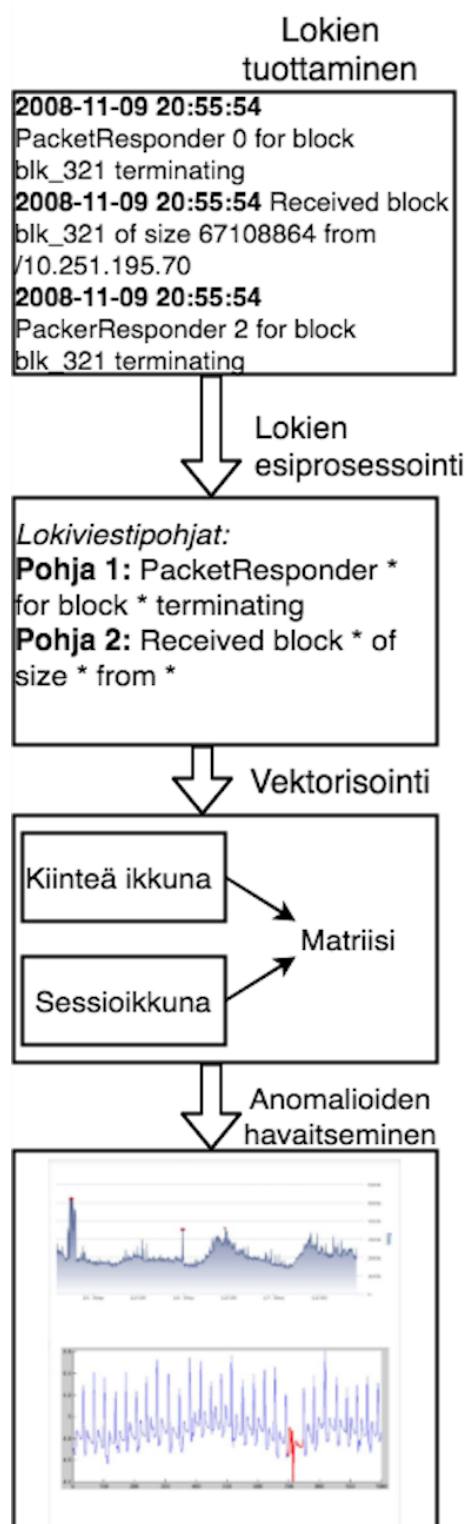 Lokien
tuottaminen
2008-11-09 20:55:54
PacketResponder 0 for block
blk_321 terminating
2008-11-09 20:55:54 Received block
blk_321 of size 67108864 from
/10.251.195.70
2008-11-09 20:55:54
PackerResponder 2 for block
blk_321 terminating
Lokien
esiprosessointi
Lokiviestipohjat:
Pohja 1: PacketResponder *
for block * terminating
Pohja 2: Received block * of
size * from *
Vektorisointi
Kiinteä ikkuna
Matriisi
Sessioikkuna
Anomalioiden
havaitseminen